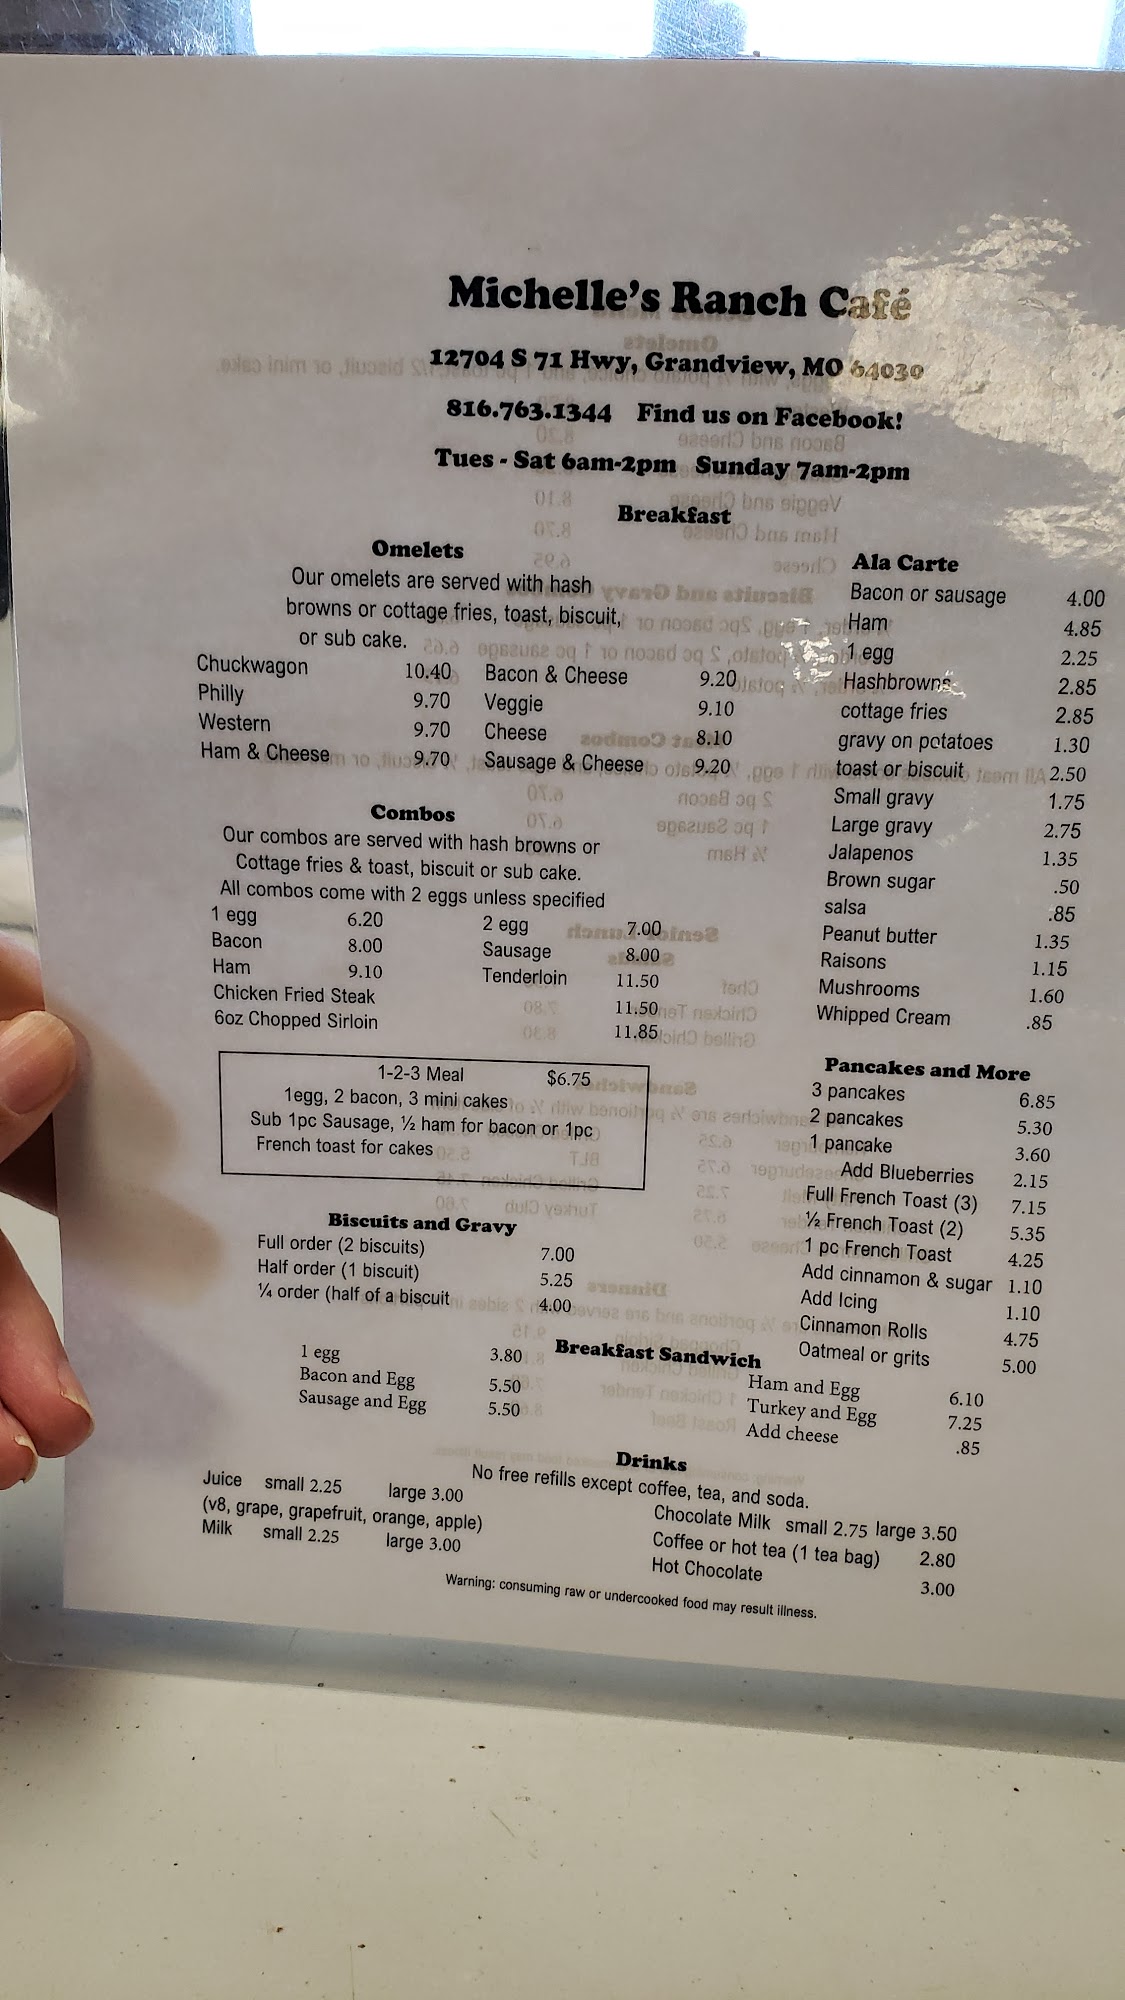 Michelle's Ranch Café
12704 S 71 Hwy, Grandview, MO 64030
816.763.1344 Find us on Facebook!
Tues - Sat 6am-2pm Sunday 7am-2pm
Breakfast
Omelets
Our omelets are served with hash
browns or cottage fries, toast, biscuit,
or sub cake.
Chuckwagon 10.40 Bacon & Cheese 9.20
Philly 9.70 Veggie 9.10
Western 9.70 Cheese 8.10
Ham & Cheese 9.70 Sausage & Cheese 9.20
Combos
Our combos are served with hash browns or
Cottage fries & toast, biscuit or sub cake.
All combos come with 2 eggs unless specified
1 egg 6.20 2 egg 7.00
Bacon 8.00 Sausage 8.00
Ham 9.10 Tenderloin 11.50
Chicken Fried Steak 11.50
6oz Chopped Sirloin 11.85
1-2-3 Meal $6.75
1egg, 2 bacon, 3 mini cakes
Sub 1pc Sausage, ½ ham for bacon or 1pc
French toast for cakes
Biscuits and Gravy
Full order (2 biscuits) 7.00
Half order (1 biscuit) 5.25
¼ order (half of a biscuit 4.00
Ala Carte
Bacon or sausage 4.00
Ham 4.85
1 egg 2.25
Hashbrowns 2.85
cottage fries 2.85
gravy on potatoes 1.30
toast or biscuit 2.50
Small gravy 1.75
Large gravy 2.75
Jalapenos 1.35
Brown sugar .50
salsa .85
Peanut butter 1.35
Raisons 1.15
Mushrooms 1.60
Whipped Cream .85
Pancakes and More
3 pancakes 6.85
2 pancakes 5.30
1 pancake 3.60
Add Blueberries 2.15
Full French Toast (3) 7.15
½ French Toast (2) 5.35
1 pc French Toast 4.25
Add cinnamon & sugar 1.10
Add Icing 1.10
Cinnamon Rolls 4.75
Oatmeal or grits 5.00
Breakfast Sandwich
1 egg 3.80
Bacon and Egg 5.50
Sausage and Egg 5.50
Ham and Egg 6.10
Turkey and Egg 7.25
Add cheese .85
Drinks
No free refills except coffee, tea, and soda.
Juice small 2.25 large 3.00
(v8, grape, grapefruit, orange, apple)
Milk small 2.25 large 3.00
Chocolate Milk small 2.75 large 3.50
Coffee or hot tea (1 tea bag) 2.80
Hot Chocolate 3.00
Warning: consuming raw or undercooked food may result illness.